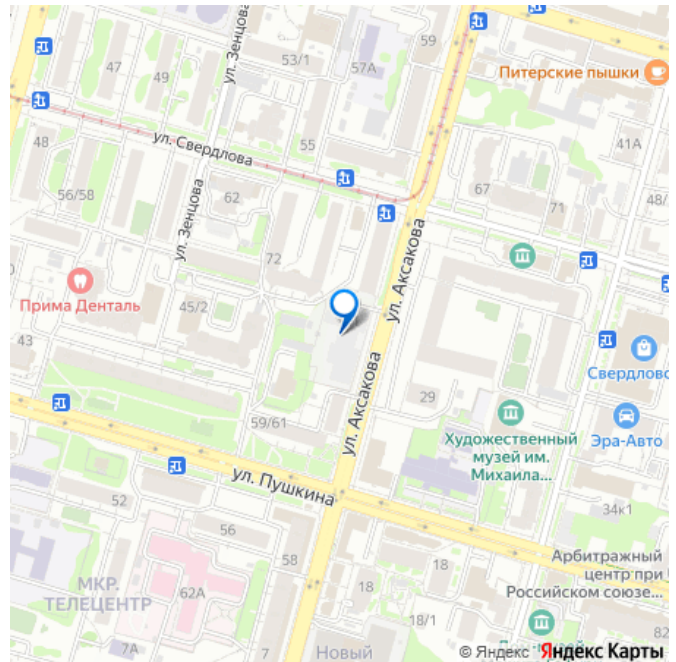 59
53/1
57А
47
49
ул. Зенцова
Питерские пышки
48
ул. Свердлова
55
41А
56/58
62
67
71
48/
ул. Зенцова
72
ул. Аксакова
Прима Денталь
45/2
43
Свердловс
ул. Аксакова
29
59/61
Художественный
музей им.
Михаила...
Эра-Авто
ул. Пушкина
52
56
34к1
58
Арбитражный
центр при
Российском союзе...
МКР.
ТЕЛЕЦЕНТР
62А
18
18
18/1
7А
7
Новый
82
© Яндекс
Яндекс Карты